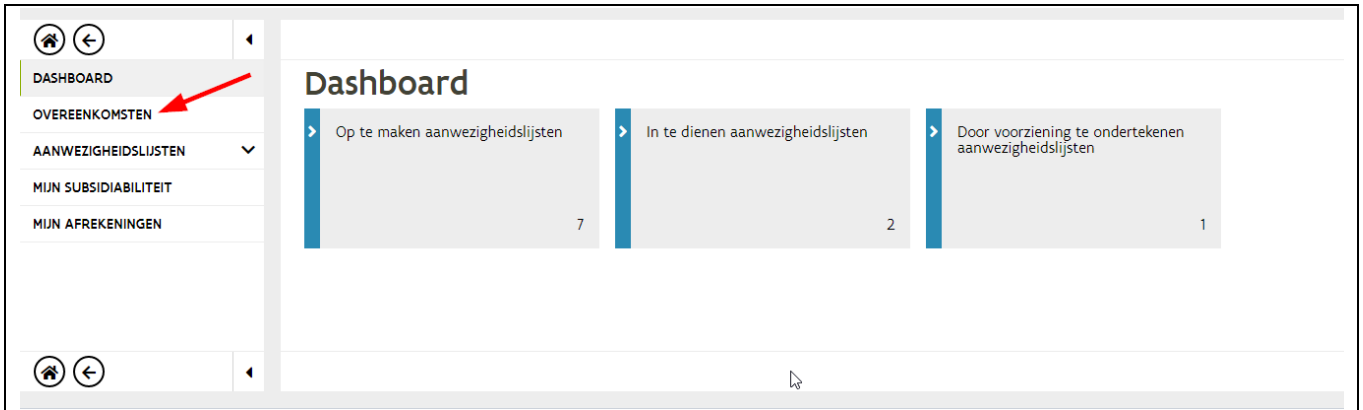 DASHBOARD
OVEREENKOMSTEN
AANWEZIGHEIDSLIJSTEN
MIJN SUBSIDIABILITEIT
MIJN AFREKENINGEN
Dashboard
Op te maken aanwezigheidslijsten
7
In te dienen aanwezigheidslijsten
2
Door voorziening te ondertekenen
aanwezigheidslijsten
1